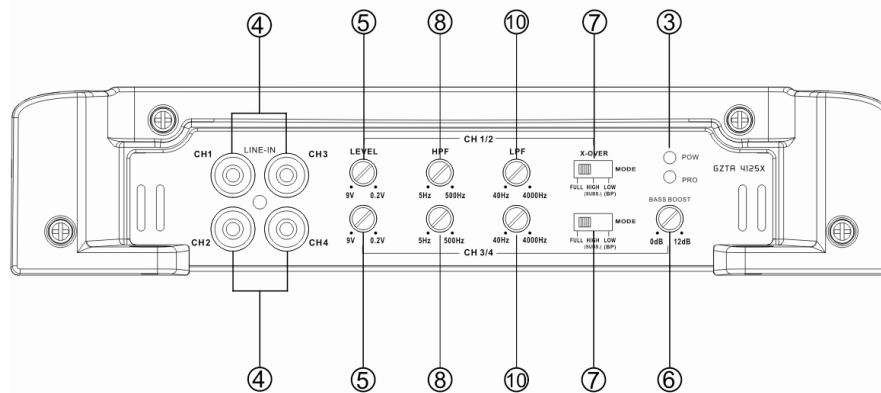 ④ ⑤ ⑧ ⑩ ⑦ ③
CH 1/2
CH1 LINE-IN CH3 LEVEL HPF LPF X-OVER
MODE
POW
PRO
GZTA 4125X
9V 0.2V 5Hz 500Hz 40Hz 4000Hz FULL HIGH LOW
(SUSS.) (BP)
BASS BOOST
CH2 CH4 MODE
9V 0.2V 5Hz 500Hz 40Hz 4000Hz FULL HIGH LOW 0dB 12dB
(SUSS.) (BP)
CH 3/4
④ ⑤ ⑧ ⑩ ⑦ ⑥